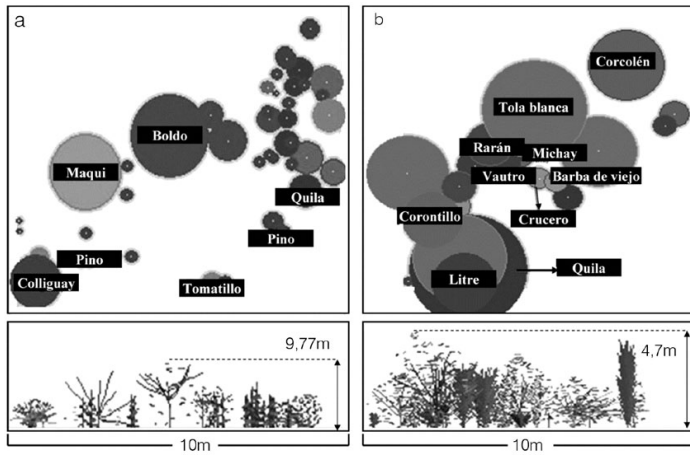 a
Boldo
Maqui
Quila
Pino
Pino
Colliguay
Tomatillo
9,77m
10m
b
Corcolén
Tola blanca
Rarán
Michay
Vautro
Barba de viejo
Corontillo
Crucero
Quila
Litre
4,7m
10m